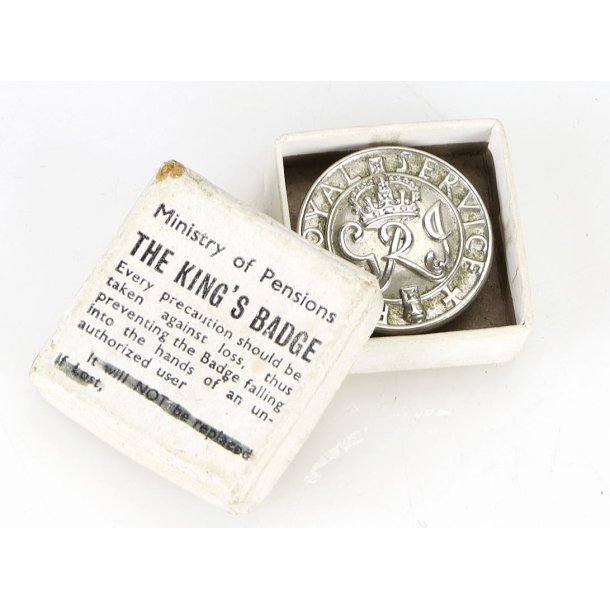 Ministry of Pensions
THE KING'S BADGE
Every precaution should be
taken against loss, thus
preventing the Badge falling
into the hands of an un-
authorized user
It will NOT be replaced
If Lost,
OYAL · SERVICE
GRI